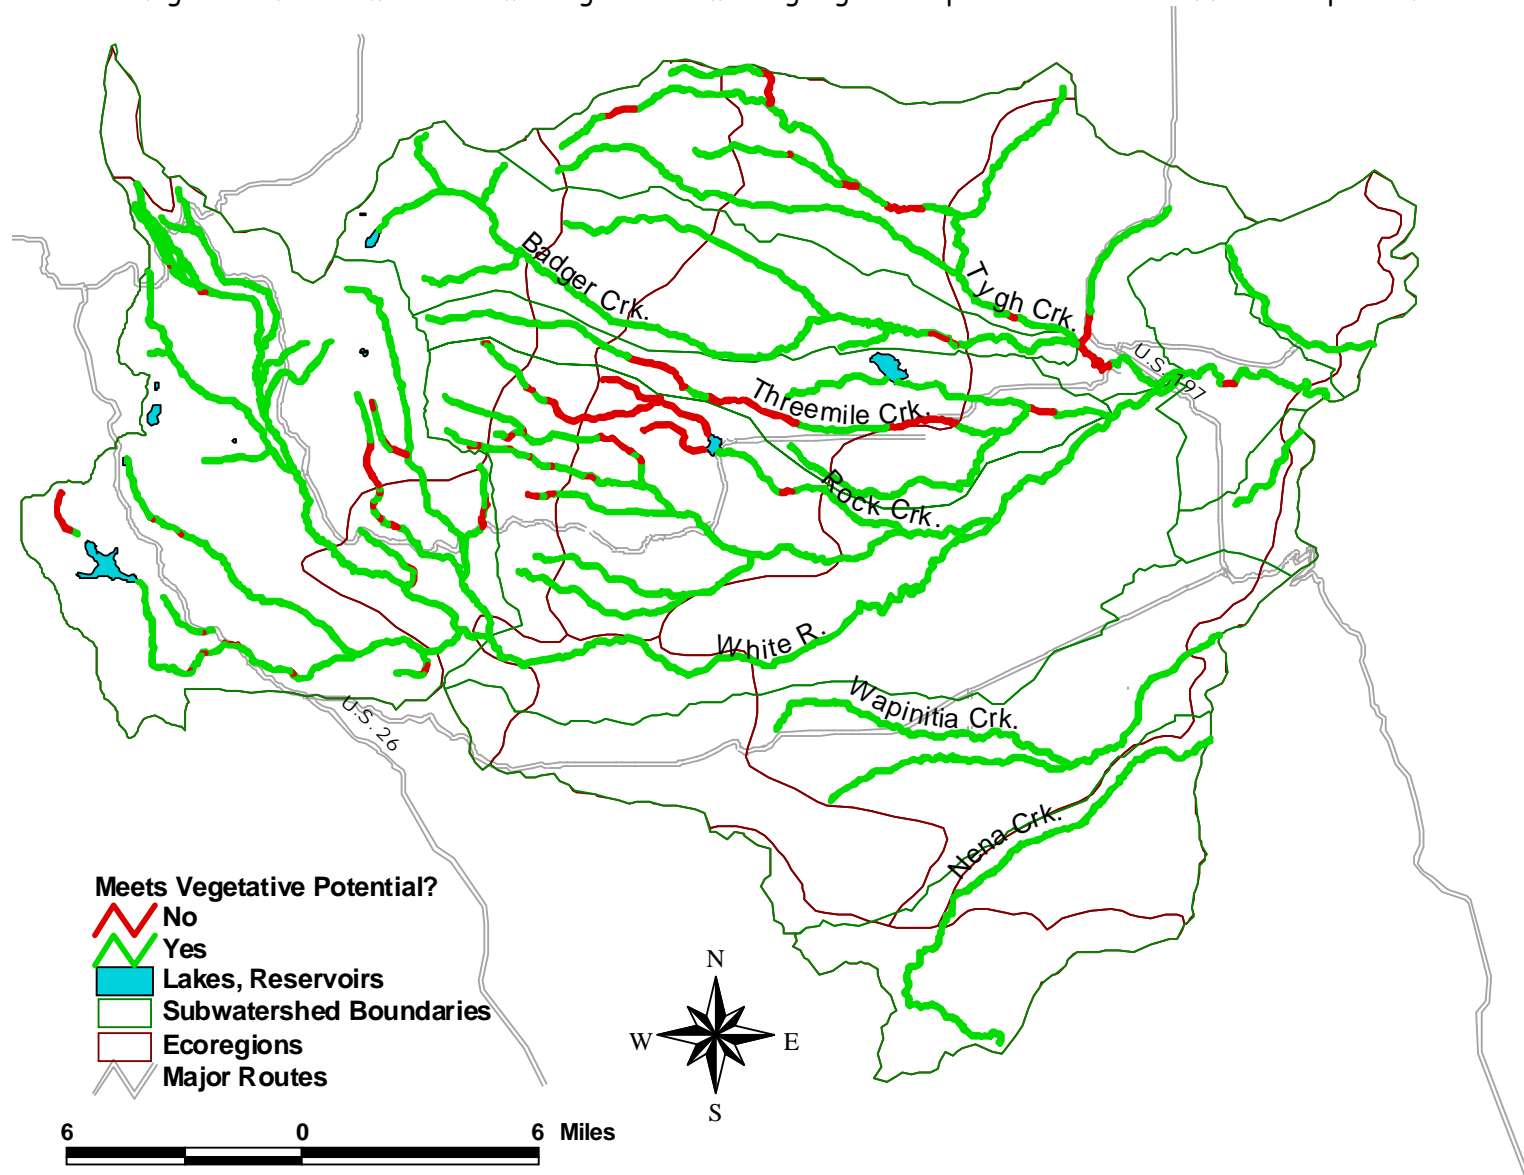 Badger Crk.
Tygh Crk.
U.S. 197
Threemile Crk.
Rock Crk.
White R.
Wapinitia Crk.
U.S. 26
Nena Crk.
Meets Vegetative Potential?
No
Yes
Lakes, Reservoirs
Subwatershed Boundaries
Ecoregions
Major Routes
N
W E
S
6 0 6 Miles